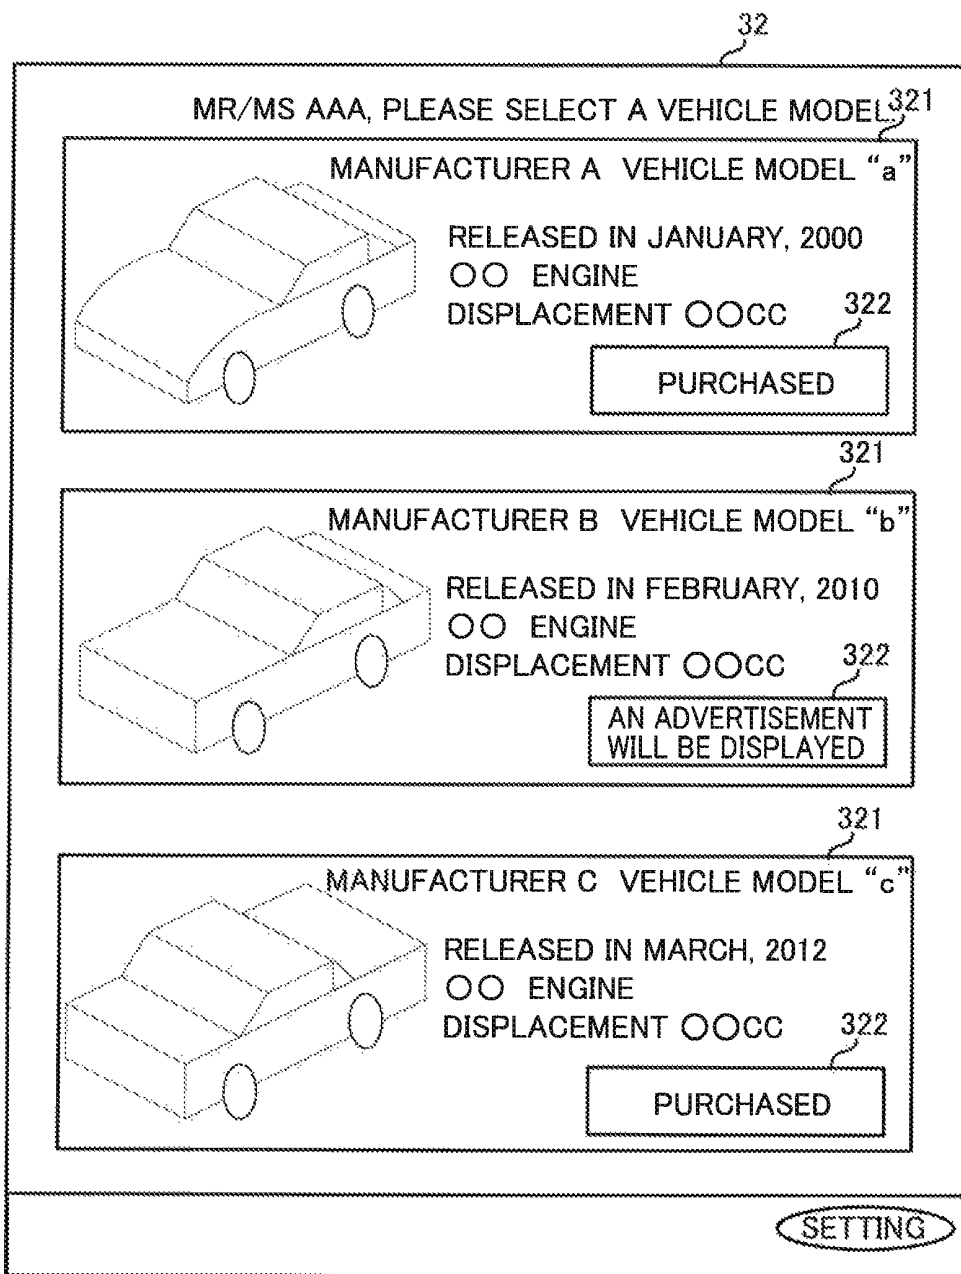 32
MR/MS AAA, PLEASE SELECT A VEHICLE MODEL.
321
MANUFACTURER A VEHICLE MODEL “a”
RELEASED IN JANUARY, 2000
○○ ENGINE
DISPLACEMENT ○○CC
322
PURCHASED
321
MANUFACTURER B VEHICLE MODEL “b”
RELEASED IN FEBRUARY, 2010
○○ ENGINE
DISPLACEMENT ○○CC
322
AN ADVERTISEMENT
WILL BE DISPLAYED
321
MANUFACTURER C VEHICLE MODEL “c”
RELEASED IN MARCH, 2012
○○ ENGINE
DISPLACEMENT ○○CC
322
PURCHASED
SETTING